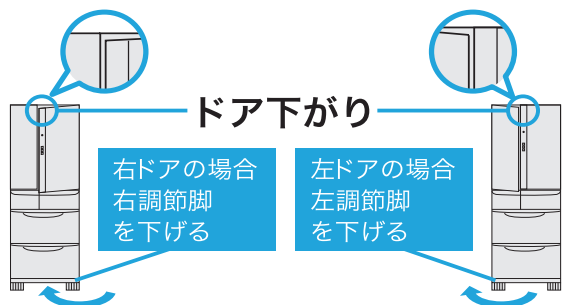 ドア下がり
右ドアの場合
右調節脚
を下げる
左ドアの場合
左調節脚
を下げる